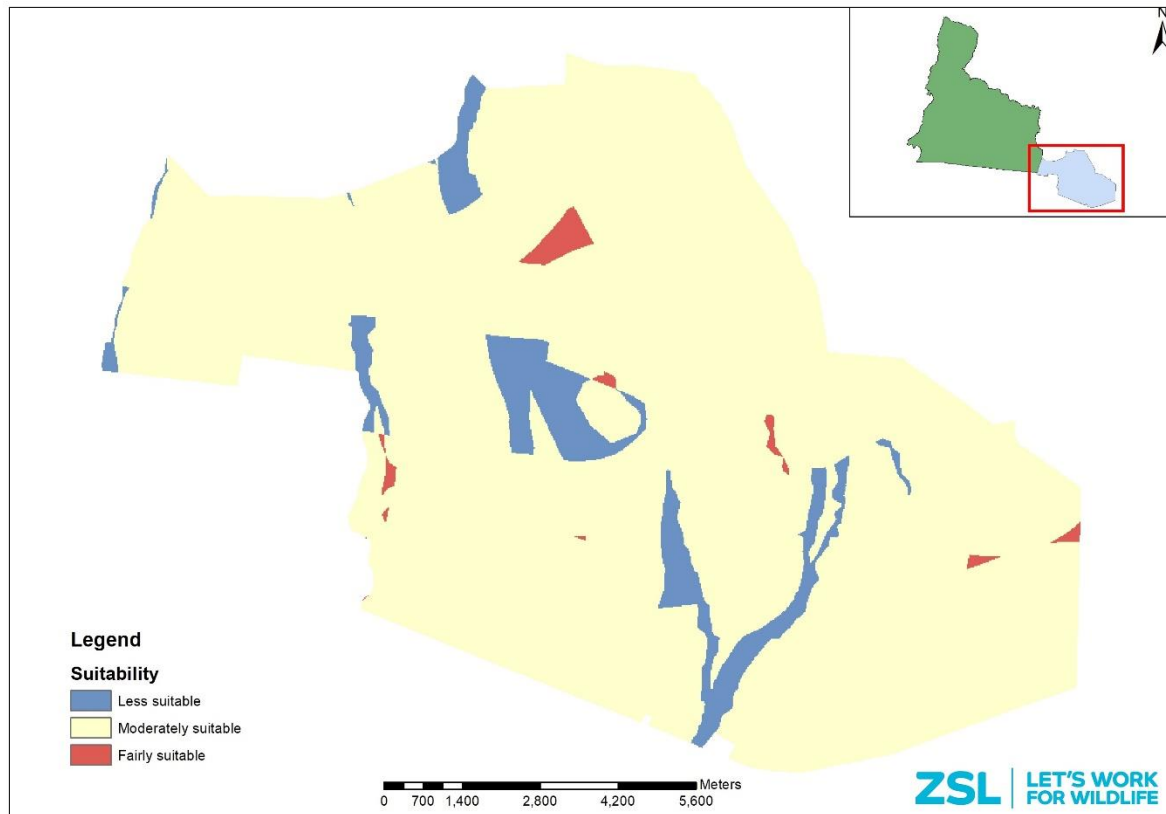 N
Legend
Suitability
Less suitable
Moderately suitable
Fairly suitable
Meters
0 700 1,400 2,800 4,200 5,600
ZSL
LET'S WORK
FOR WILDLIFE